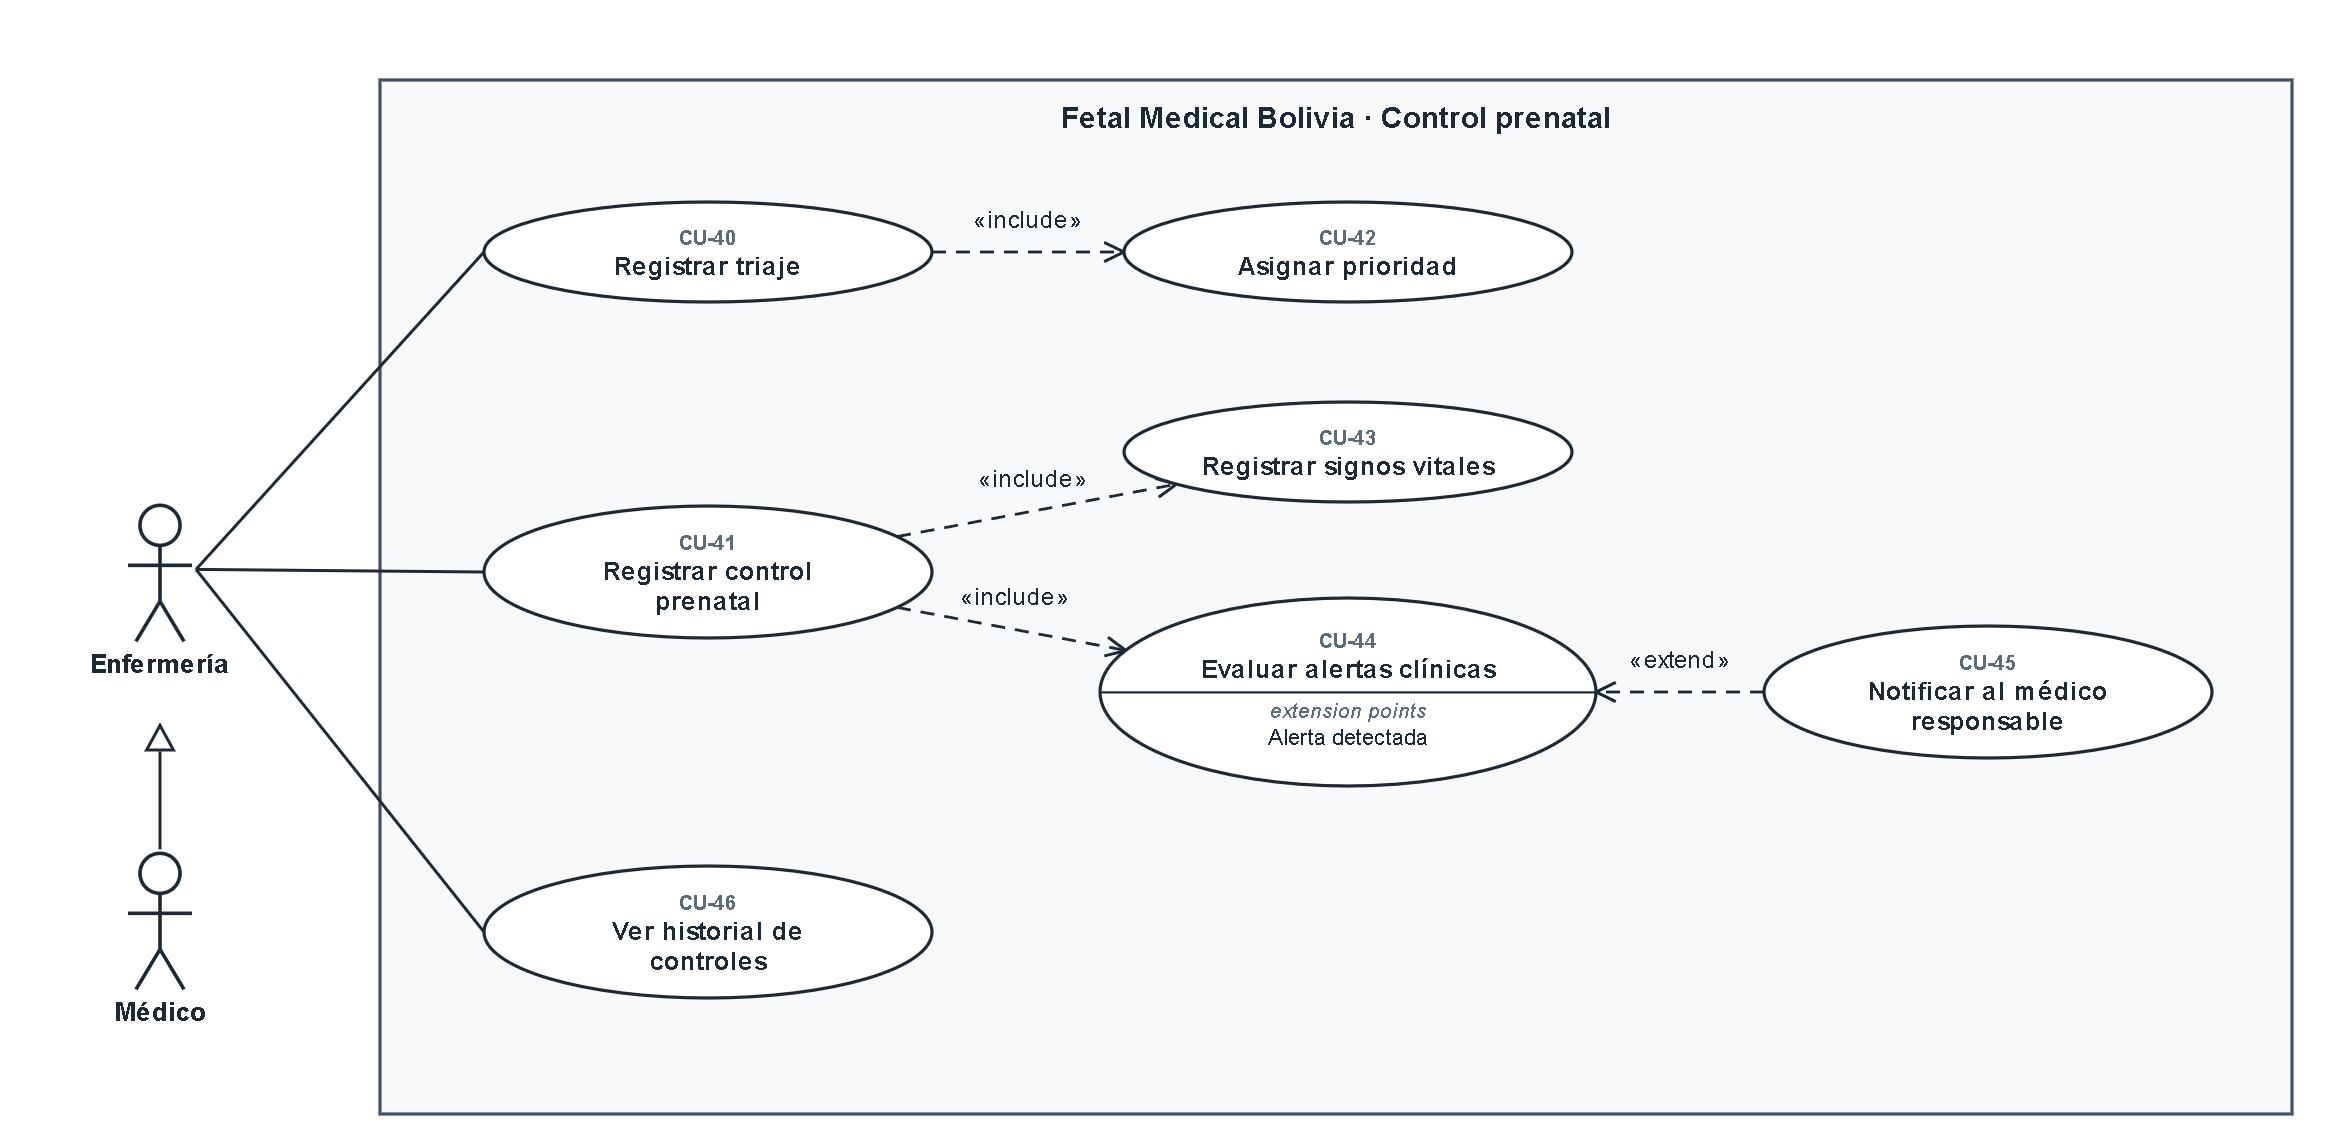 Fetal Medical Bolivia · Control prenatal
CU-40
Registrar triaje
«include»
CU-42
Asignar prioridad
CU-43
Registrar signos vitales
«include»
CU-41
Registrar control
prenatal
«include»
CU-44
Evaluar alertas clínicas
extension points
Alerta detectada
«extend»
CU-45
Notificar al médico
responsable
Enfermería
CU-46
Ver historial de
controles
Médico